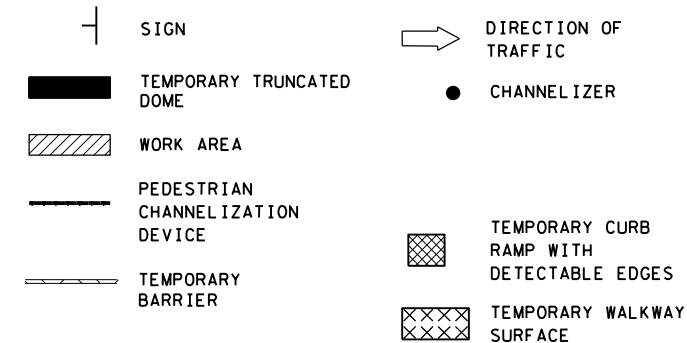 SIGN
TEMPORARY TRUNCATED
DOME
WORK AREA
PEDESTRIAN
CHANNELIZATION
DEVICE
TEMPORARY
BARRIER
DIRECTION OF
TRAFFIC
CHANNELIZER
TEMPORARY CURB
RAMP WITH
DETECTABLE EDGES
TEMPORARY WALKWAY
SURFACE